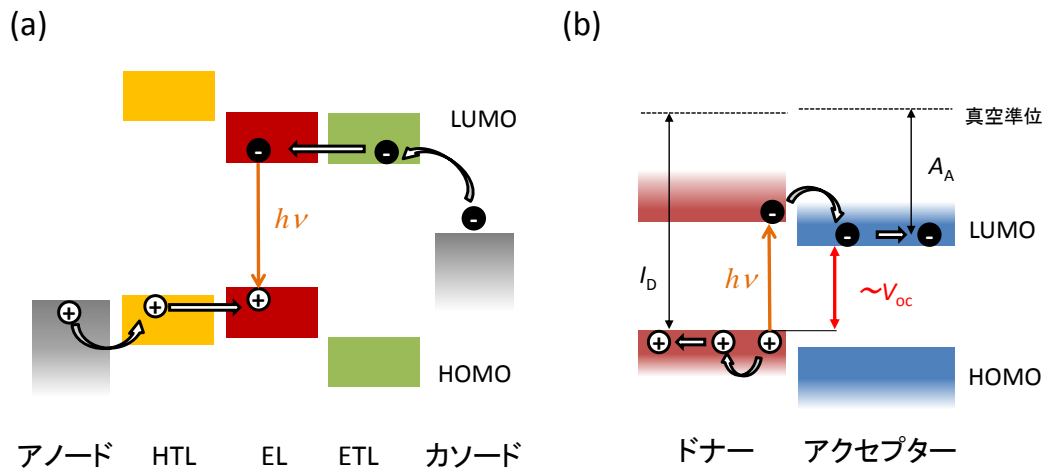 (a)
LUMO
hν
HOMO
アノード HTL EL ETL カソード
(b)
真空準位
A_A
LUMO
I_D
hν
～V_oc
HOMO
ドナー アクセプター